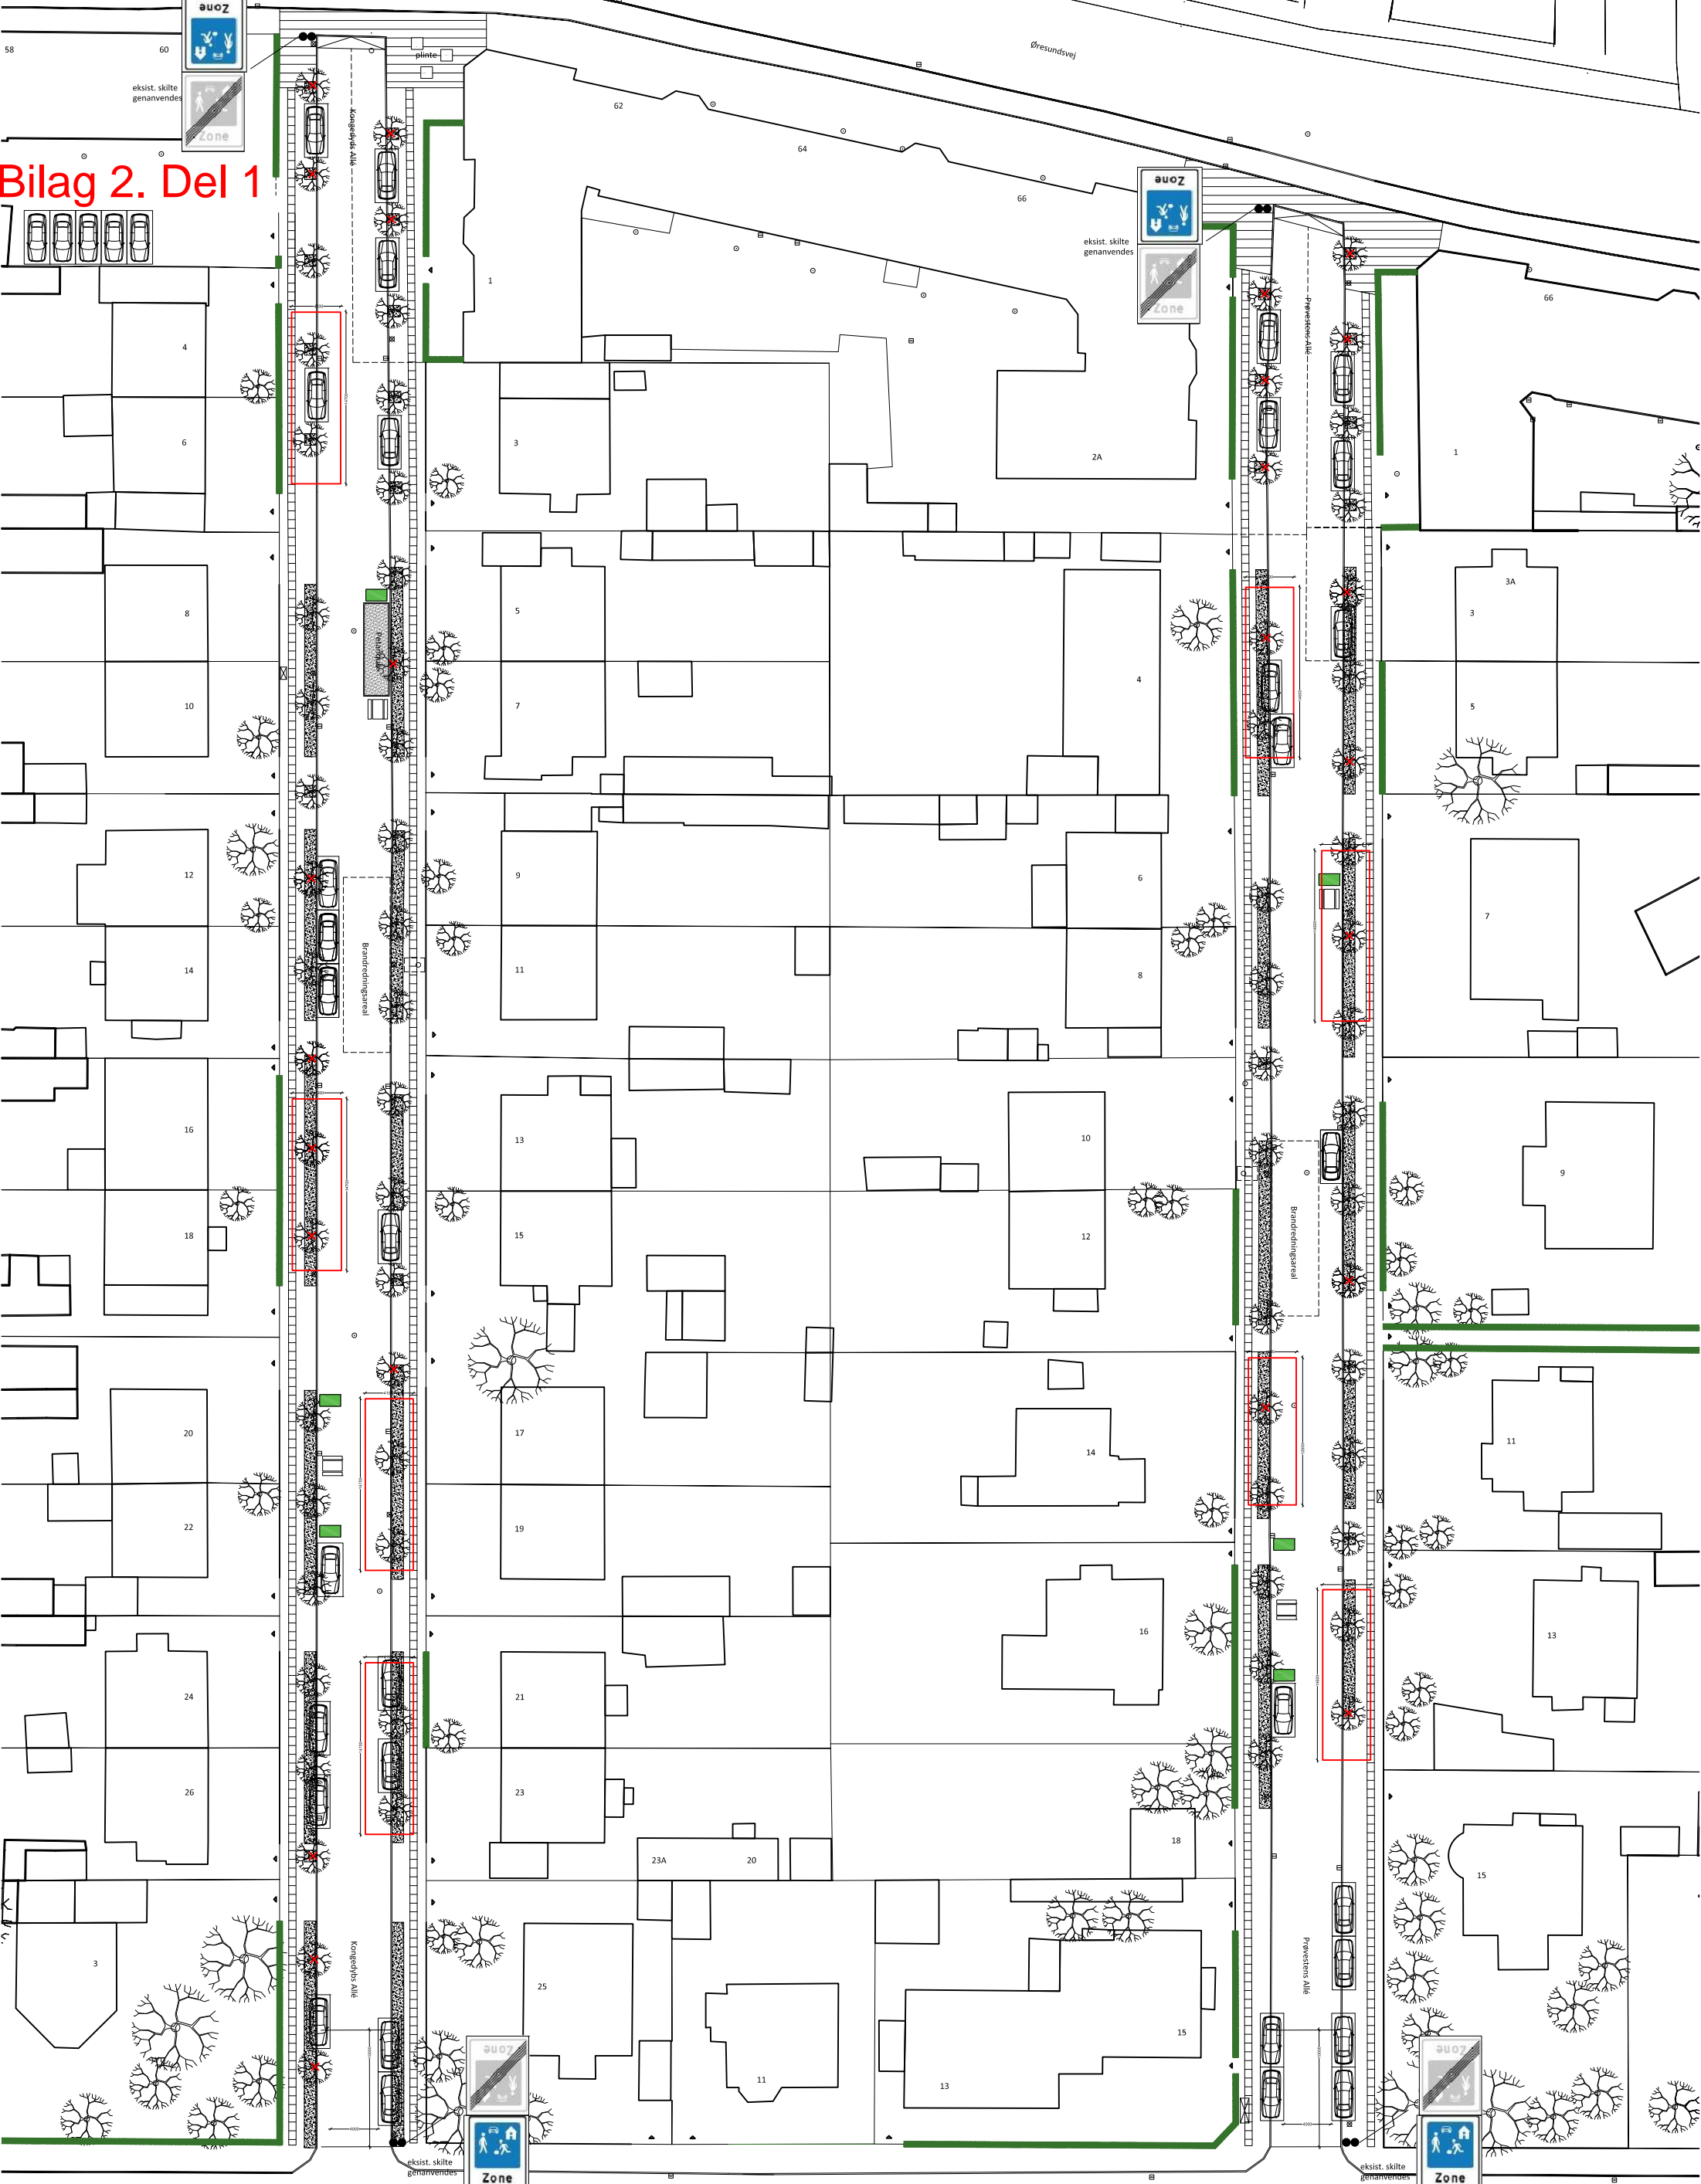 Zone
58
60
eksist. skilte
genanvendes
Zone
plinte
Øresundsvej
Kongedybs Allé
62
64
66
Bilag 2. Del 1
Zone
eksist. skilte
genanvendes
Zone
Prøvestens Allé
66
1
4
6
3
2A
1
8
10
5
7
4
3A
3
5
12
14
9
11
6
8
7
Brandredningsareal
16
18
13
15
10
12
9
Brandredningsareal
20
22
17
19
14
11
24
26
21
23
16
13
23A
20
18
15
3
Kongedybs Allé
25
11
13
15
Prøvestens Allé
Zone
Zone
eksist. skilte
genanvendes
Zone
eksist. skilte
genanvendes